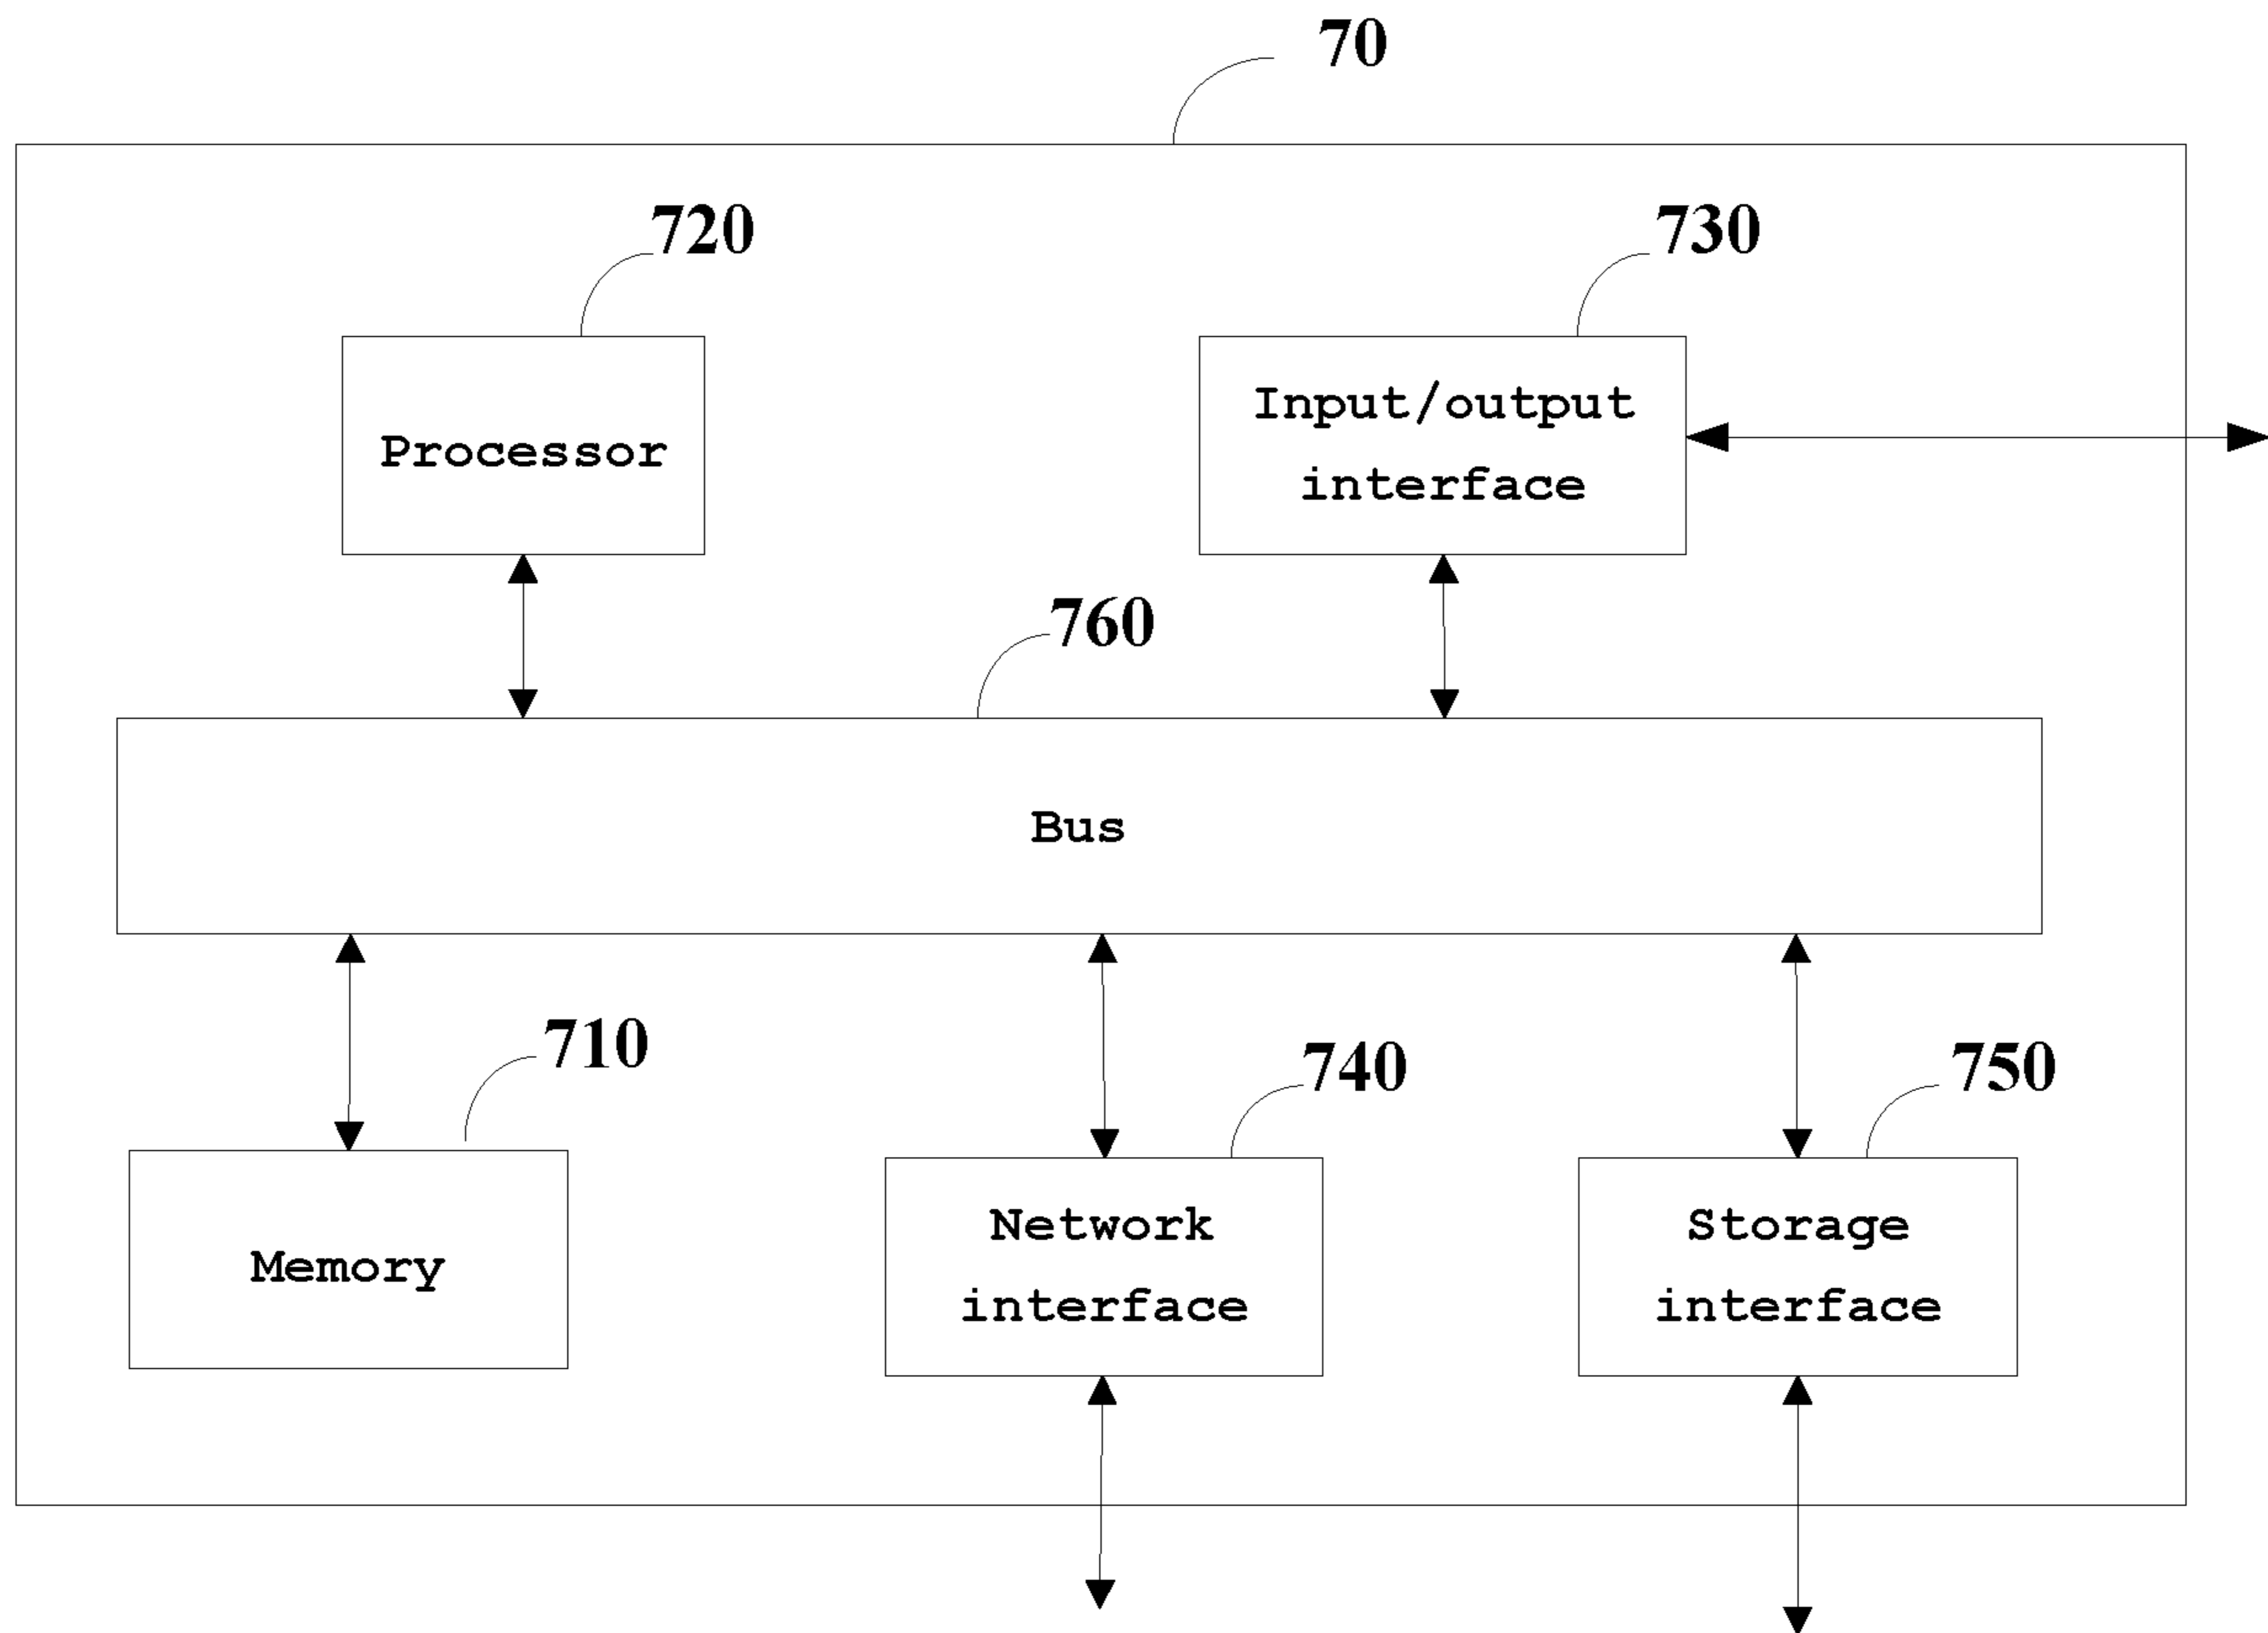 70
720
730
Processor
Input/output
interface
760
Bus
710
740
750
Memory
Network
interface
Storage
interface